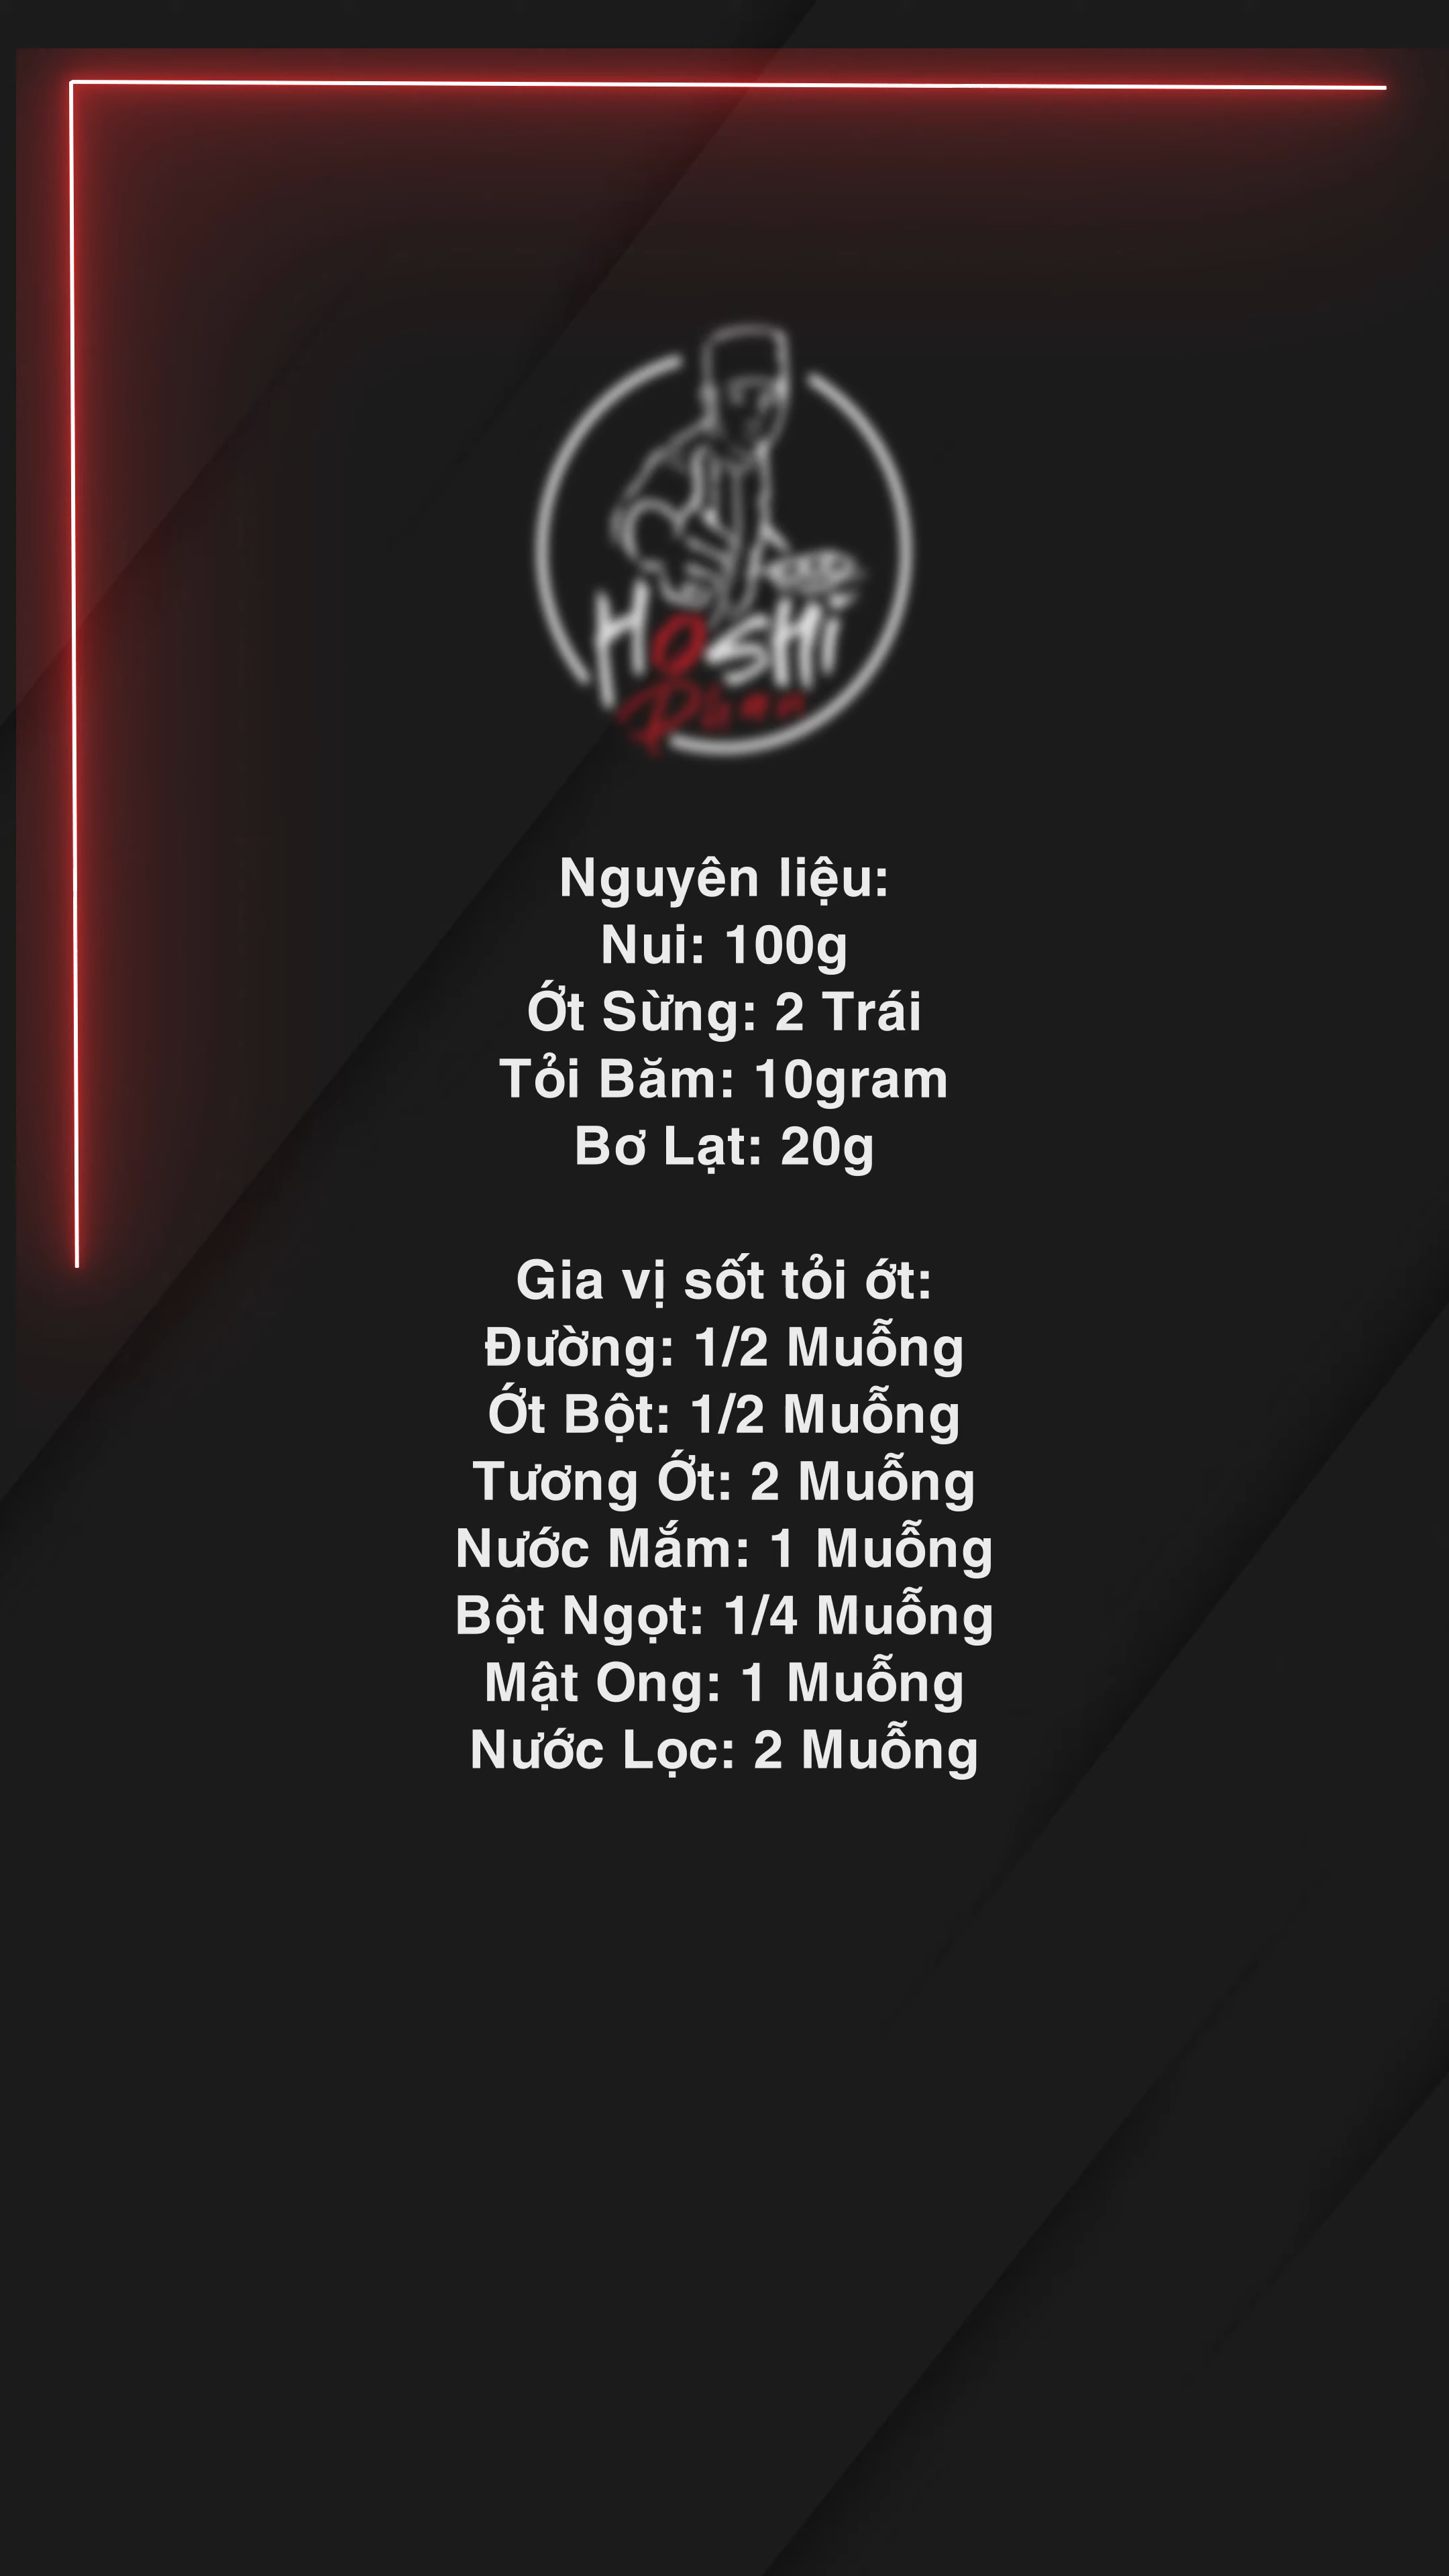 HOSHi
Phan
Nguyên liệu:
Nui: 100g
Ớt Sừng: 2 Trái
Tỏi Băm: 10gram
Bơ Lạt: 20g
Gia vị sốt tỏi ớt:
Đường: 1/2 Muỗng
Ớt Bột: 1/2 Muỗng
Tương Ớt: 2 Muỗng
Nước Mắm: 1 Muỗng
Bột Ngọt: 1/4 Muỗng
Mật Ong: 1 Muỗng
Nước Lọc: 2 Muỗng